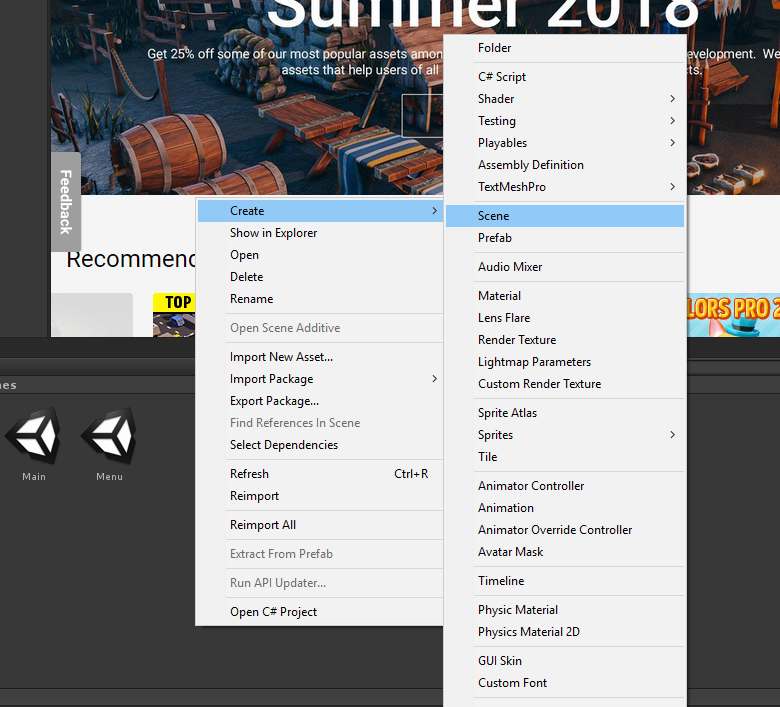 Summer 2018
Get 25% off some of our most popular assets amon
evelopment. We
assets that help users of all
ts.
Feedback
Recommend
TOP
LORS PRO 2
Create
Show in Explorer
Open
Delete
Rename
Open Scene Additive
Import New Asset...
Import Package
Export Package...
Find References In Scene
Select Dependencies
Refresh Ctrl+R
Reimport
Reimport All
Extract From Prefab
Run API Updater...
Open C# Project
Folder
C# Script
Shader
Testing
Playables
Assembly Definition
TextMeshPro
Scene
Prefab
Audio Mixer
Material
Lens Flare
Render Texture
Lightmap Parameters
Custom Render Texture
Sprite Atlas
Sprites
Tile
Animator Controller
Animation
Animator Override Controller
Avatar Mask
Timeline
Physic Material
Physics Material 2D
GUI Skin
Custom Font
nes
Main
Menu